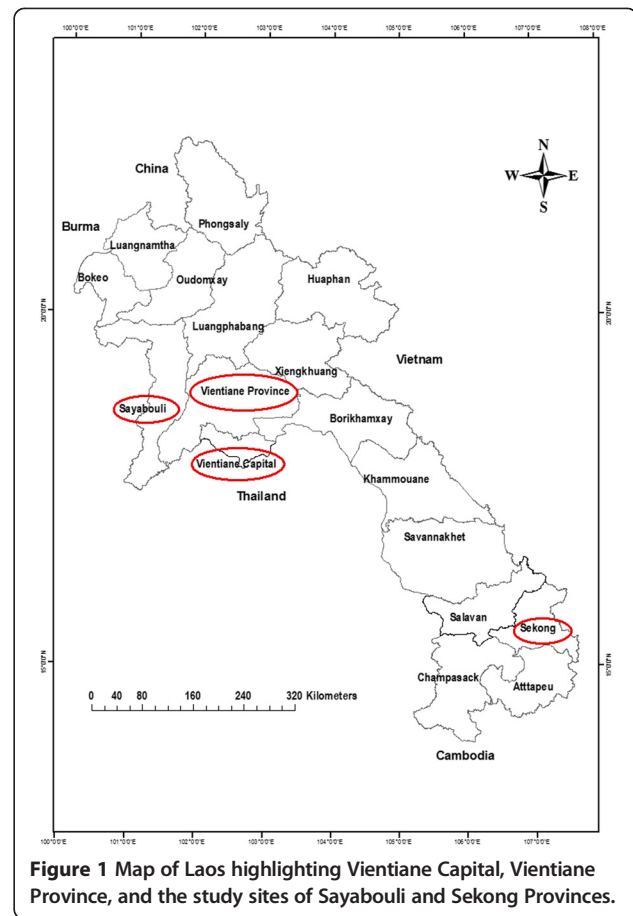 100°0'0"E 101°0'0"E 102°0'0"E 103°0'0"E 104°0'0"E 105°0'0"E 106°0'0"E 107°0'0"E 108°0'0"E
N
W E
S
China
Burma
Phongsaly
Luangnamtha
Bokeo
Oudomxay
Huaphan
20°0'0"N
20°0'0"N
Luangphabang
Vietnam
Xiengkhuang
Vientiane Province
Sayabouli
Borikhamxay
Vientiane Capital
Khammouane
Thailand
Savannakhet
Salavan
Sekong
15°0'0"N
15°0'0"N
Champasack
Atttapeu
0 40 80 160 240 320 Kilometers
Cambodia
100°0'0"E 101°0'0"E 102°0'0"E 103°0'0"E 104°0'0"E 105°0'0"E 106°0'0"E 107°0'0"E
Figure 1 Map of Laos highlighting Vientiane Capital, Vientiane
Province, and the study sites of Sayabouli and Sekong Provinces.